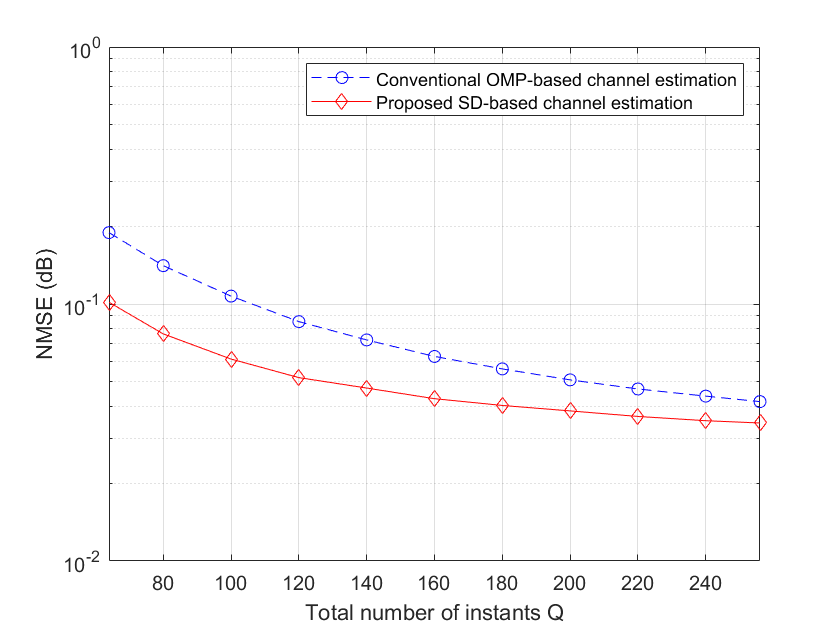 10^0
Conventional OMP-based channel estimation
Proposed SD-based channel estimation
NMSE (dB)
10^-1
10^-2
80 100 120 140 160 180 200 220 240
Total number of instants Q